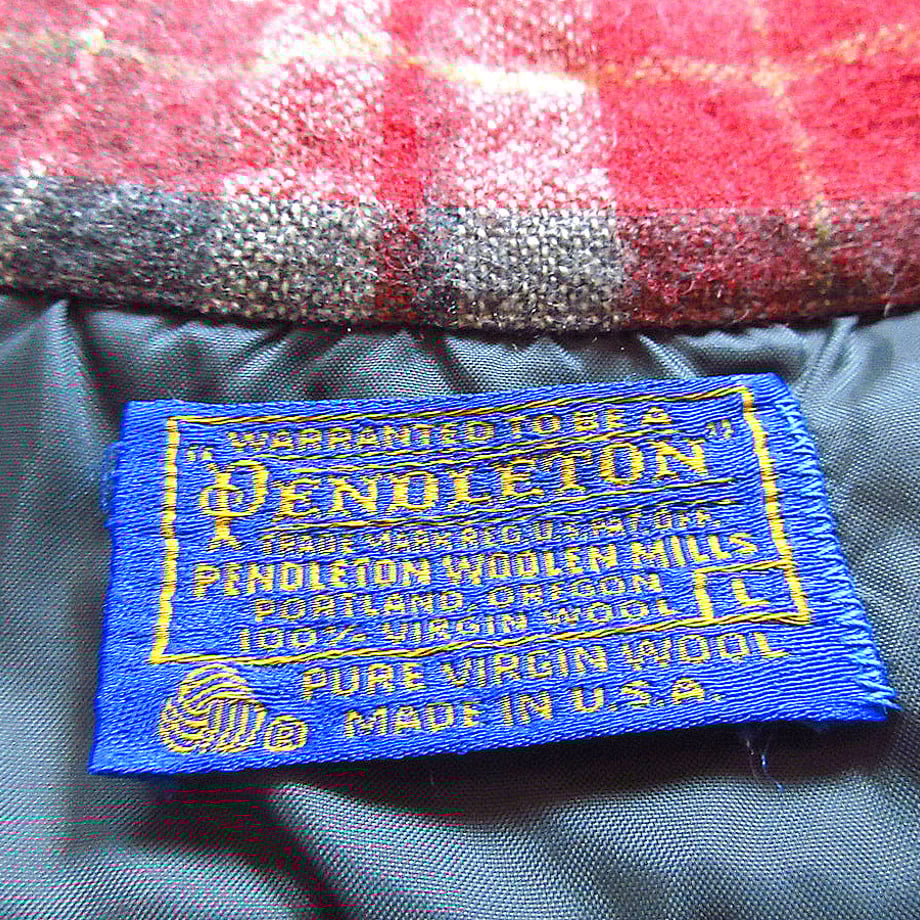 WARRANTED TO BE A
"PENDLETON"
TRADE MARK REG. U.S. PAT. OFF.
PENDLETON WOOLEN MILLS
PORTLAND, OREGON
100% VIRGIN WOOL
L
PURE VIRGIN WOOL
MADE IN U.S.A.
®